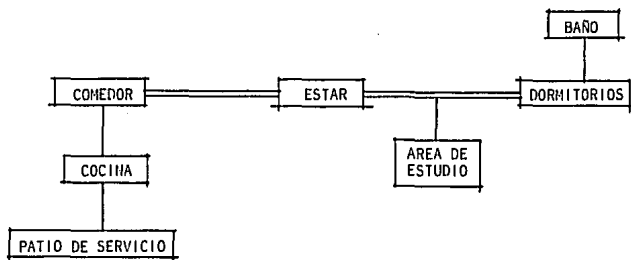 BAÑO
COMEDOR
ESTAR
DORMITORIOS
COCINA
AREA DE
ESTUDIO
PATIO DE SERVICIO